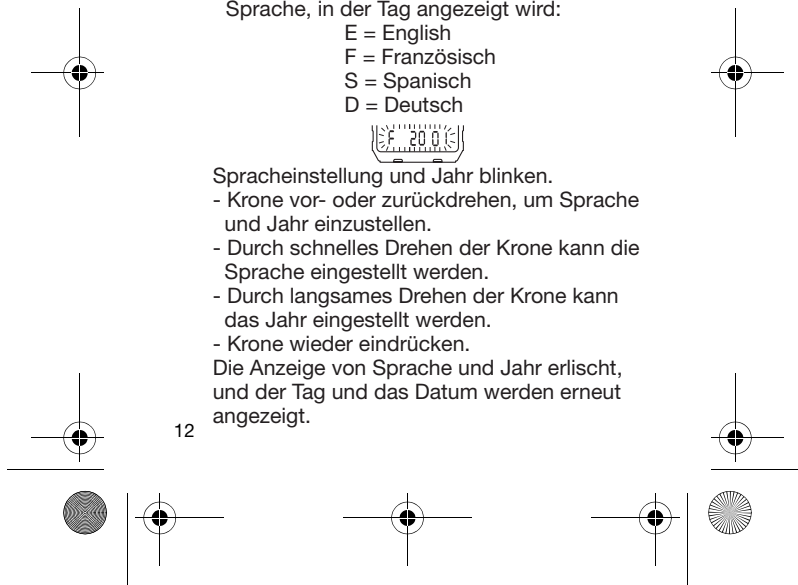 Sprache, in der Tag angezeigt wird:
E = English
F = Französisch
S = Spanisch
D = Deutsch
F 2001
Spracheinstellung und Jahr blinken.
- Krone vor- oder zurückdrehen, um Sprache
und Jahr einzustellen.
- Durch schnelles Drehen der Krone kann die
Sprache eingestellt werden.
- Durch langsames Drehen der Krone kann
das Jahr eingestellt werden.
- Krone wieder eindrücken.
Die Anzeige von Sprache und Jahr erlischt,
und der Tag und das Datum werden erneut
angezeigt.
12